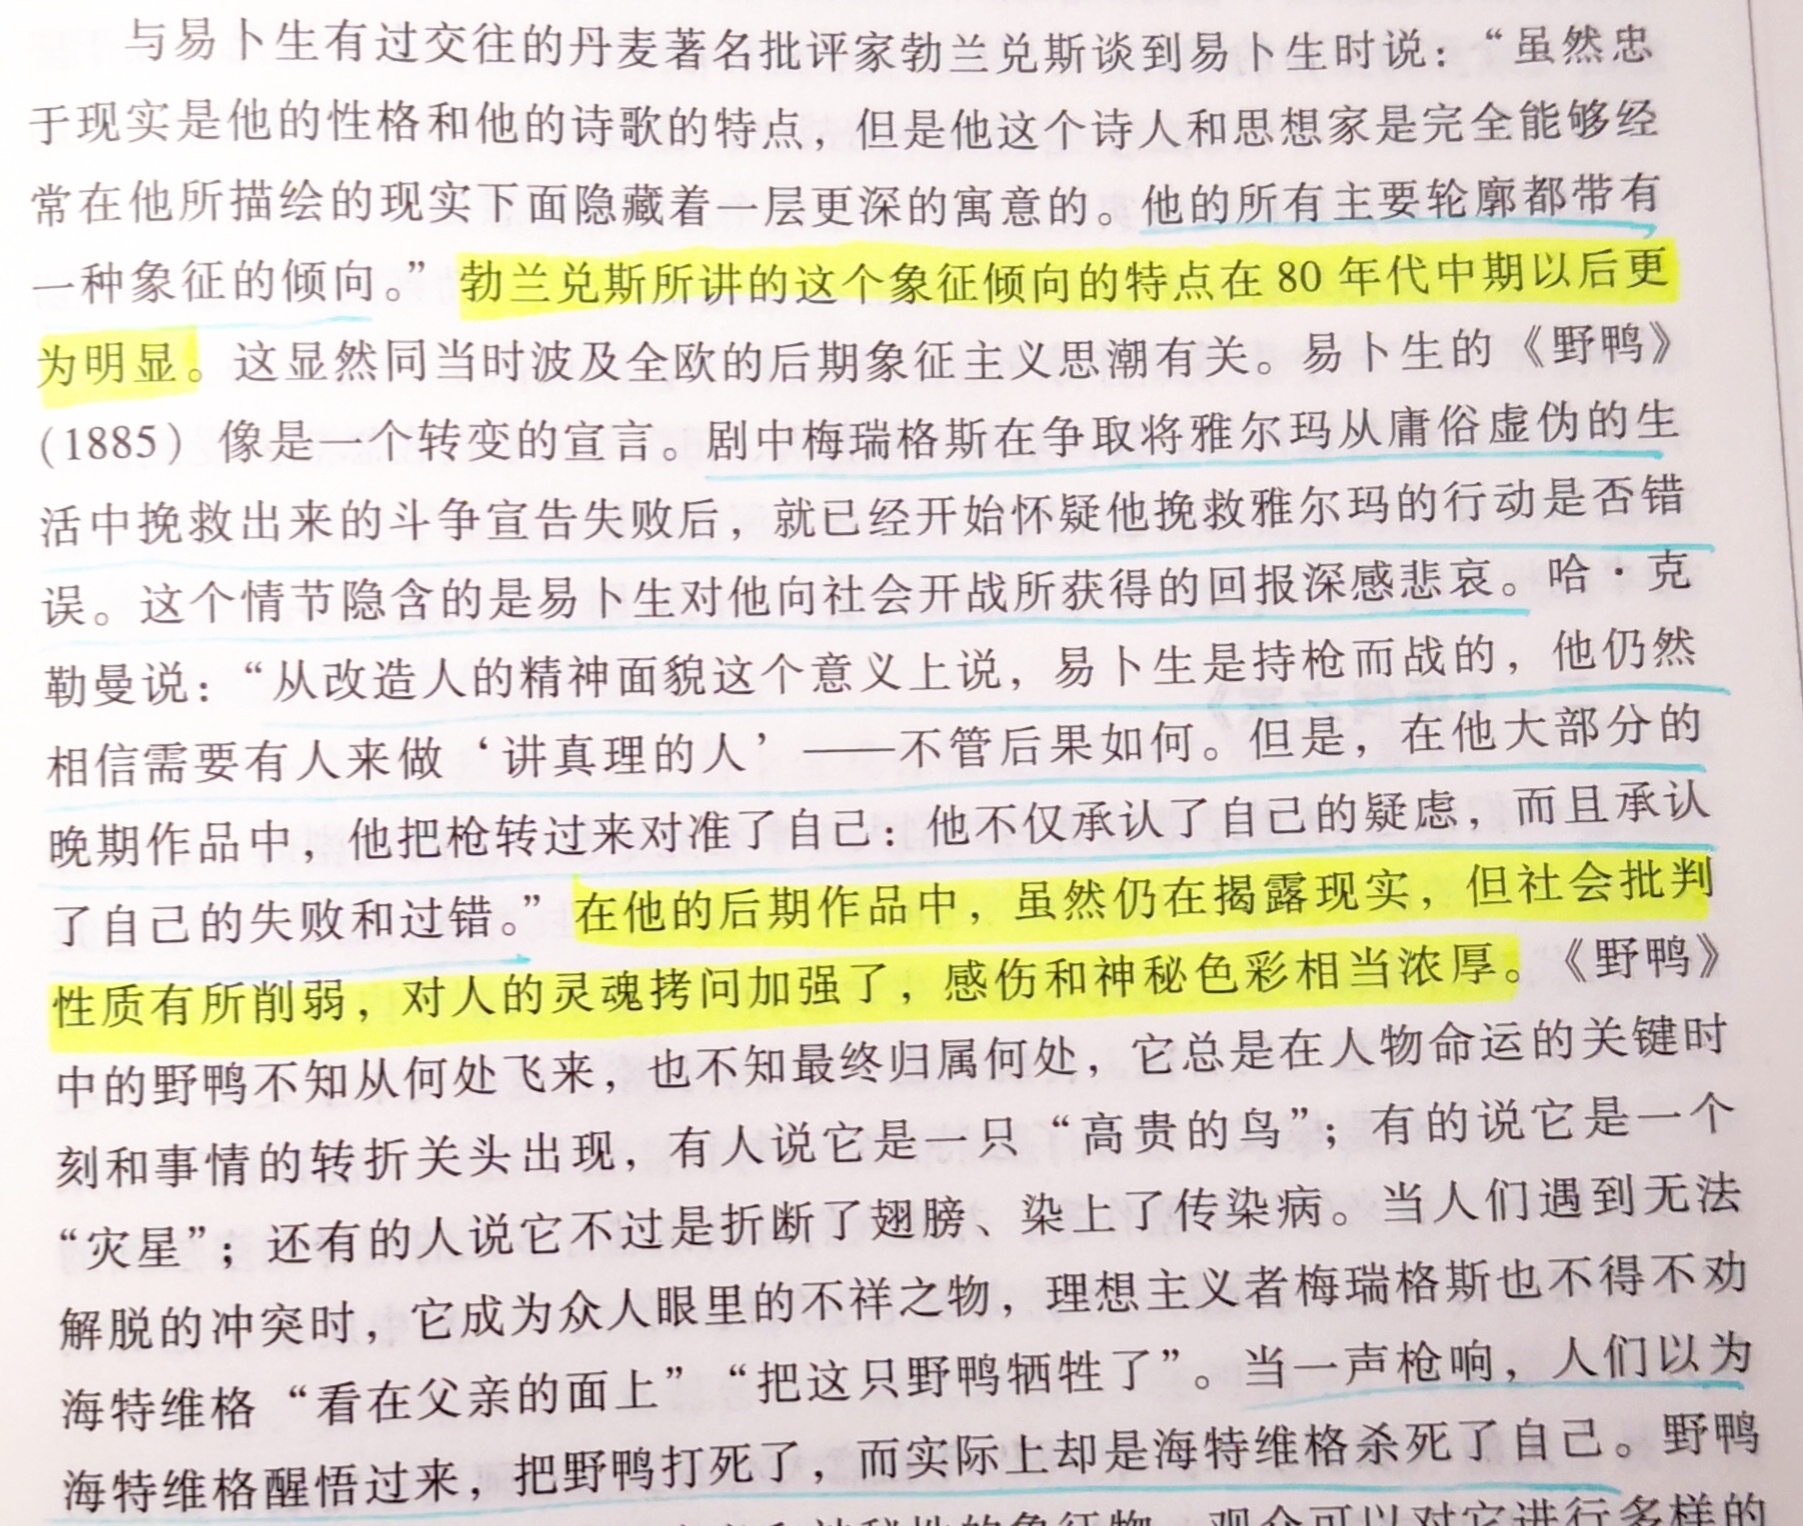 与易卜生有过交往的丹麦著名批评家勃兰兑斯谈到易卜生时说：“虽然忠
于现实是他的性格和他的诗歌的特点，但是他这个诗人和思想家是完全能够经
常在他所描绘的现实下面隐藏着一层更深的寓意的。他的所有主要轮廓都带有
一种象征的倾向。”勃兰兑斯所讲的这个象征倾向的特点在 80 年代中期以后更
为明显。这显然同当时波及全欧的后期象征主义思潮有关。易卜生的《野鸭》
（1885）像是一个转变的宣言。剧中梅瑞格斯在争取将雅尔玛从庸俗虚伪的生
活中挽救出来的斗争宣告失败后，就已经开始怀疑他挽救雅尔玛的行动是否错
误。这个情节隐含的是易卜生对他向社会开战所获得的回报深感悲哀。哈·克
勒曼说：“从改造人的精神面貌这个意义上说，易卜生是持枪而战的，他仍然
相信需要有人来做‘讲真理的人’——不管后果如何。但是，在他大部分的
晚期作品中，他把枪转过来对准了自己：他不仅承认了自己的疑虑，而且承认
了自己的失败和过错。”在他的后期作品中，虽然仍在揭露现实，但社会批判
性质有所削弱，对人的灵魂拷问加强了，感伤和神秘色彩相当浓厚。《野鸭》
中的野鸭不知从何处飞来，也不知最终归属何处，它总是在人物命运的关键时
刻和事情的转折关头出现，有人说它是一只“高贵的鸟”；有的说它是一个
“灾星”；还有的人说它不过是折断了翅膀、染上了传染病。当人们遇到无法
解脱的冲突时，它成为众人眼里的不祥之物，理想主义者梅瑞格斯也不得不劝
海特维格“看在父亲的面上”“把这只野鸭牺牲了”。当一声枪响，人们以为
海特维格醒悟过来，把野鸭打死了，而实际上却是海特维格杀死了自己。野鸭
的象征物，观众可以对它进行多样的